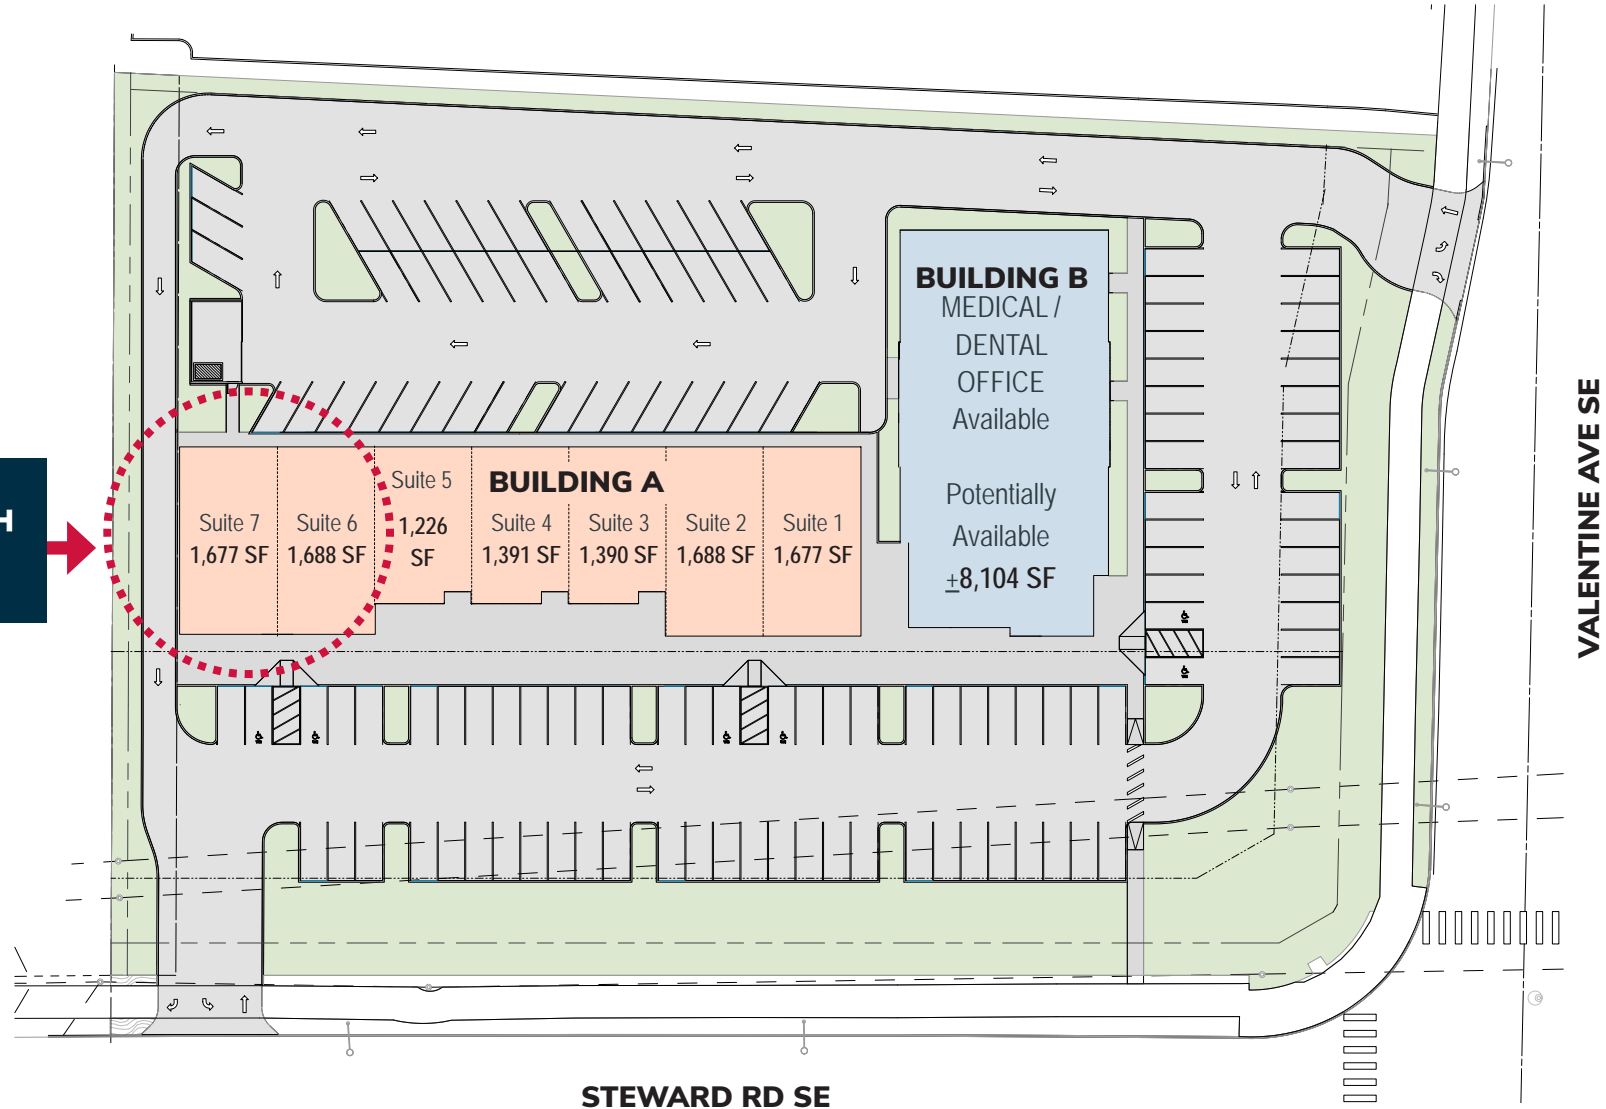 BUILDING B
MEDICAL /
DENTAL
OFFICE
Available
Potentially
Available
±8,104 SF
BUILDING A
Suite 7
1,677 SF
Suite 6
1,688 SF
Suite 5
1,226
SF
Suite 4
1,391 SF
Suite 3
1,390 SF
Suite 2
1,688 SF
Suite 1
1,677 SF
H
VALENTINE AVE SE
STEWARD RD SE